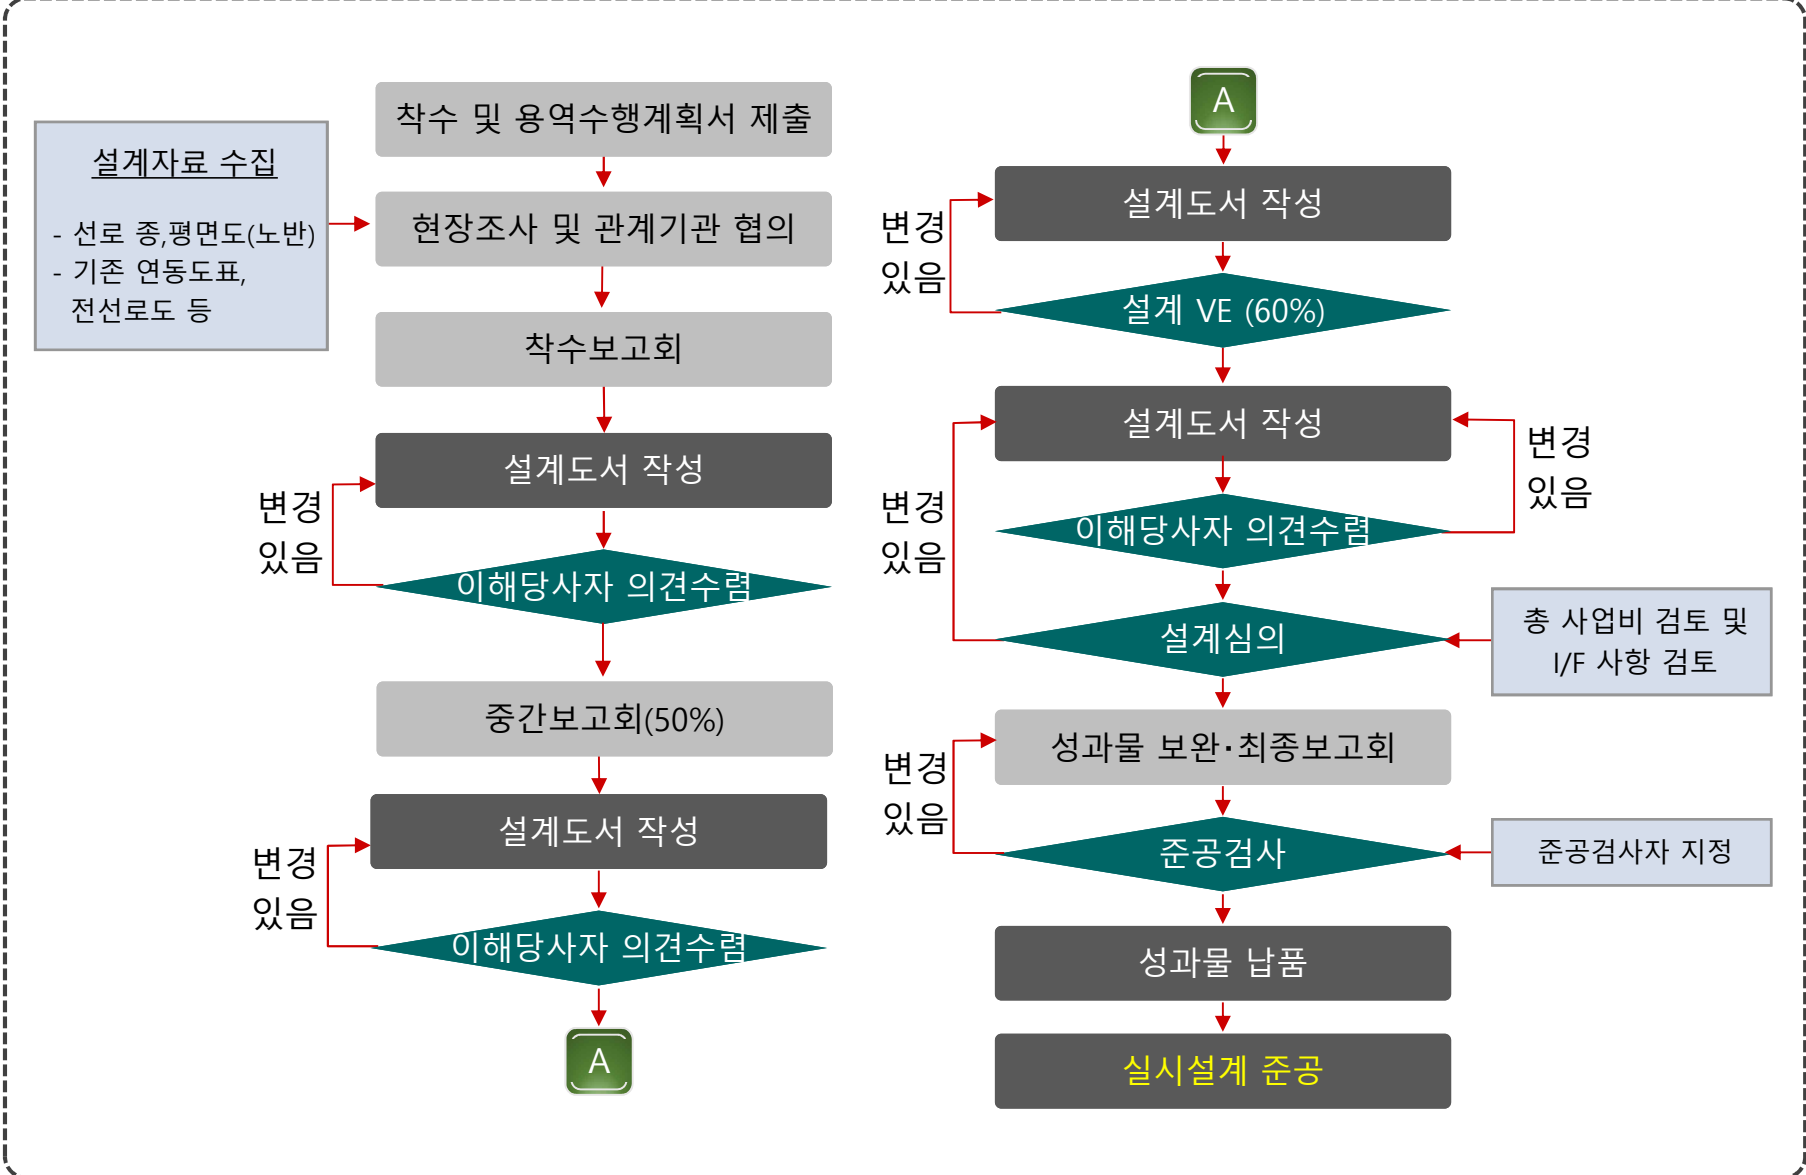 착수 및 용역수행계획서 제출
설계자료 수집
- 선로 종,평면도(노반)
- 기존 연동도표,
전선로도 등
현장조사 및 관계기관 협의
착수보고회
설계도서 작성
변경
있음
이해당사자 의견수렴
중간보고회(50%)
설계도서 작성
변경
있음
이해당사자 의견수렴
A
A
설계도서 작성
변경
있음
설계 VE (60%)
설계도서 작성
변경
있음
이해당사자 의견수렴
변경
있음
설계심의
총 사업비 검토 및
I/F 사항 검토
성과물 보완·최종보고회
변경
있음
준공검사
준공검사자 지정
성과물 납품
실시설계 준공